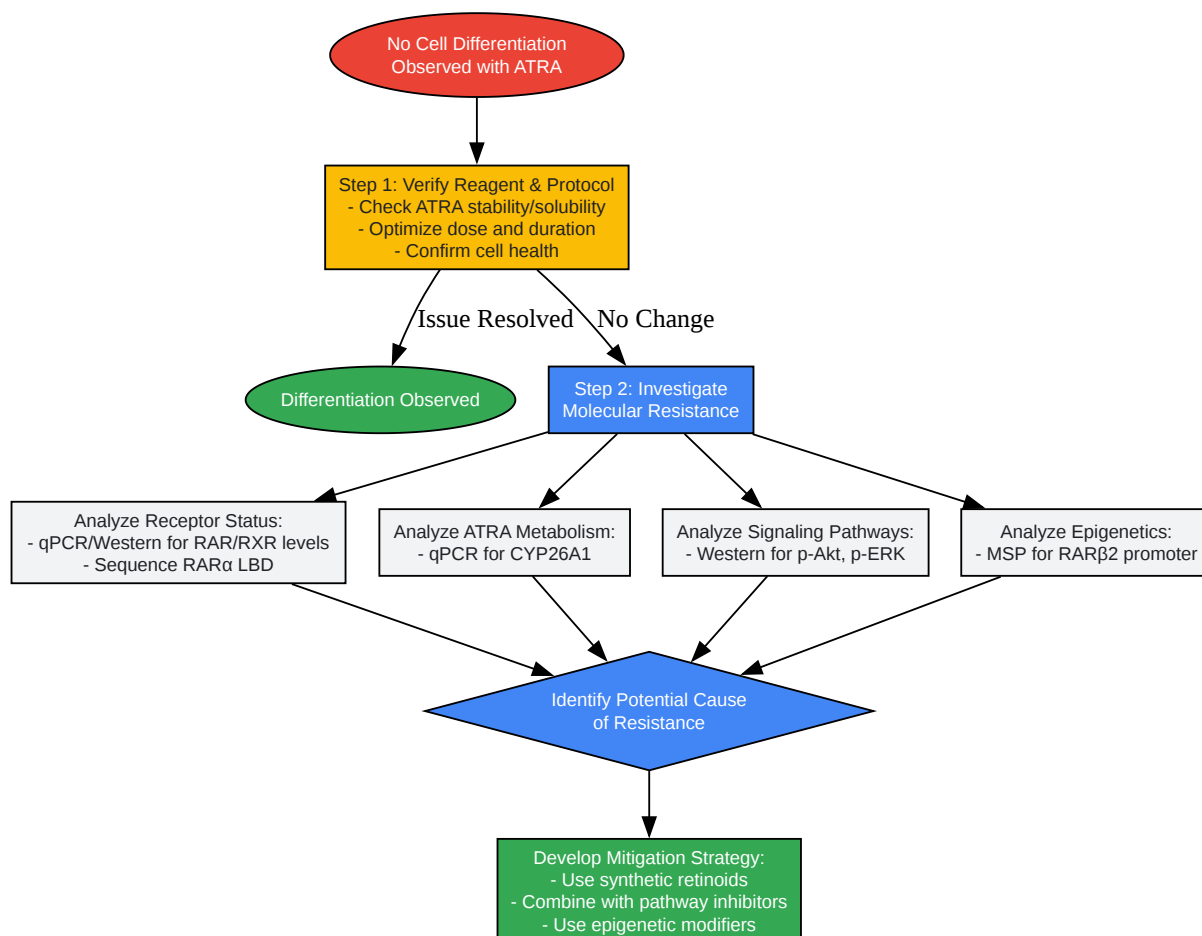 No Cell Differentiation
Observed with ATRA
Step 1: Verify Reagent & Protocol
- Check ATRA stability/solubility
- Optimize dose and duration
- Confirm cell health
Issue Resolved
No Change
Differentiation Observed
Step 2: Investigate
Molecular Resistance
Analyze Receptor Status:
- qPCR/Western for RAR/RXR levels
- Sequence RARα LBD
Analyze ATRA Metabolism:
- qPCR for CYP26A1
Analyze Signaling Pathways:
- Western for p-Akt, p-ERK
Analyze Epigenetics:
- MSP for RARβ2 promoter
Identify Potential Cause
of Resistance
Develop Mitigation Strategy:
- Use synthetic retinoids
- Combine with pathway inhibitors
- Use epigenetic modifiers